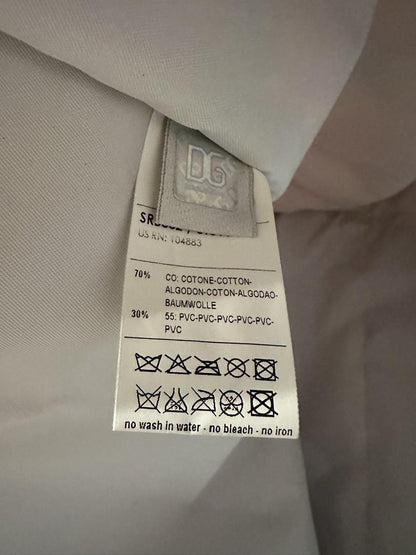 DG
US RN: 104883
70% CO: COTONE-COTTON-
ALGODON-COTON-ALGODAO-
BAUMWOLLE
30% 55: PVC-PVC-PVC-PVC-PVC-
PVC
no wash in water - no bleach - no iron